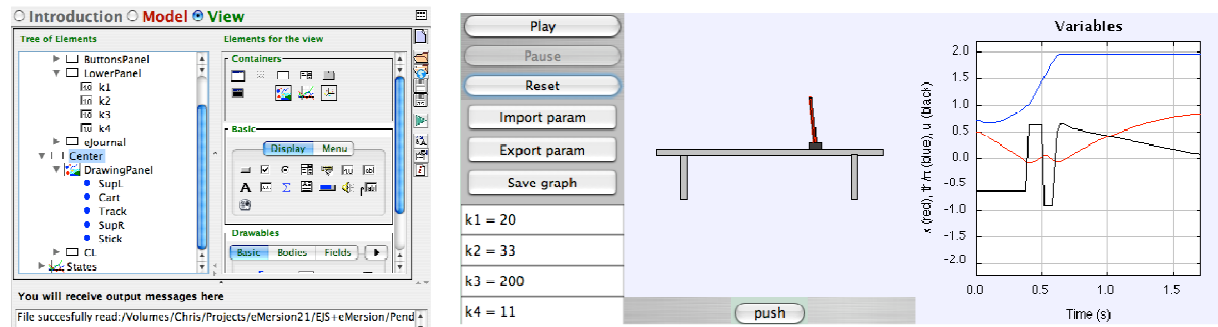 Introduction Model View
Tree of Elements
ButtonsPanel
LowerPanel
k1
k2
k3
k4
eJournal
Center
DrawingPanel
SupL
Cart
Track
SupR
Stick
CL
States
Elements for the view
Containers
Basic
Display Menu
Drawables
Basic Bodies Fields
You will receive output messages here
File succesfully read:/Volumes/Chris/Projects/eMersion21/EJS+eMersion/Pend
Play
Pause
Reset
Import param
Export param
Save graph
k1 = 20
k2 = 33
k3 = 200
k4 = 11
push
Variables
x (red), th/π (blue), u (black)
2.0
1.5
1.0
0.5
0.0
-0.5
-1.0
-1.5
-2.0
0.0 0.5 1.0 1.5
Time (s)